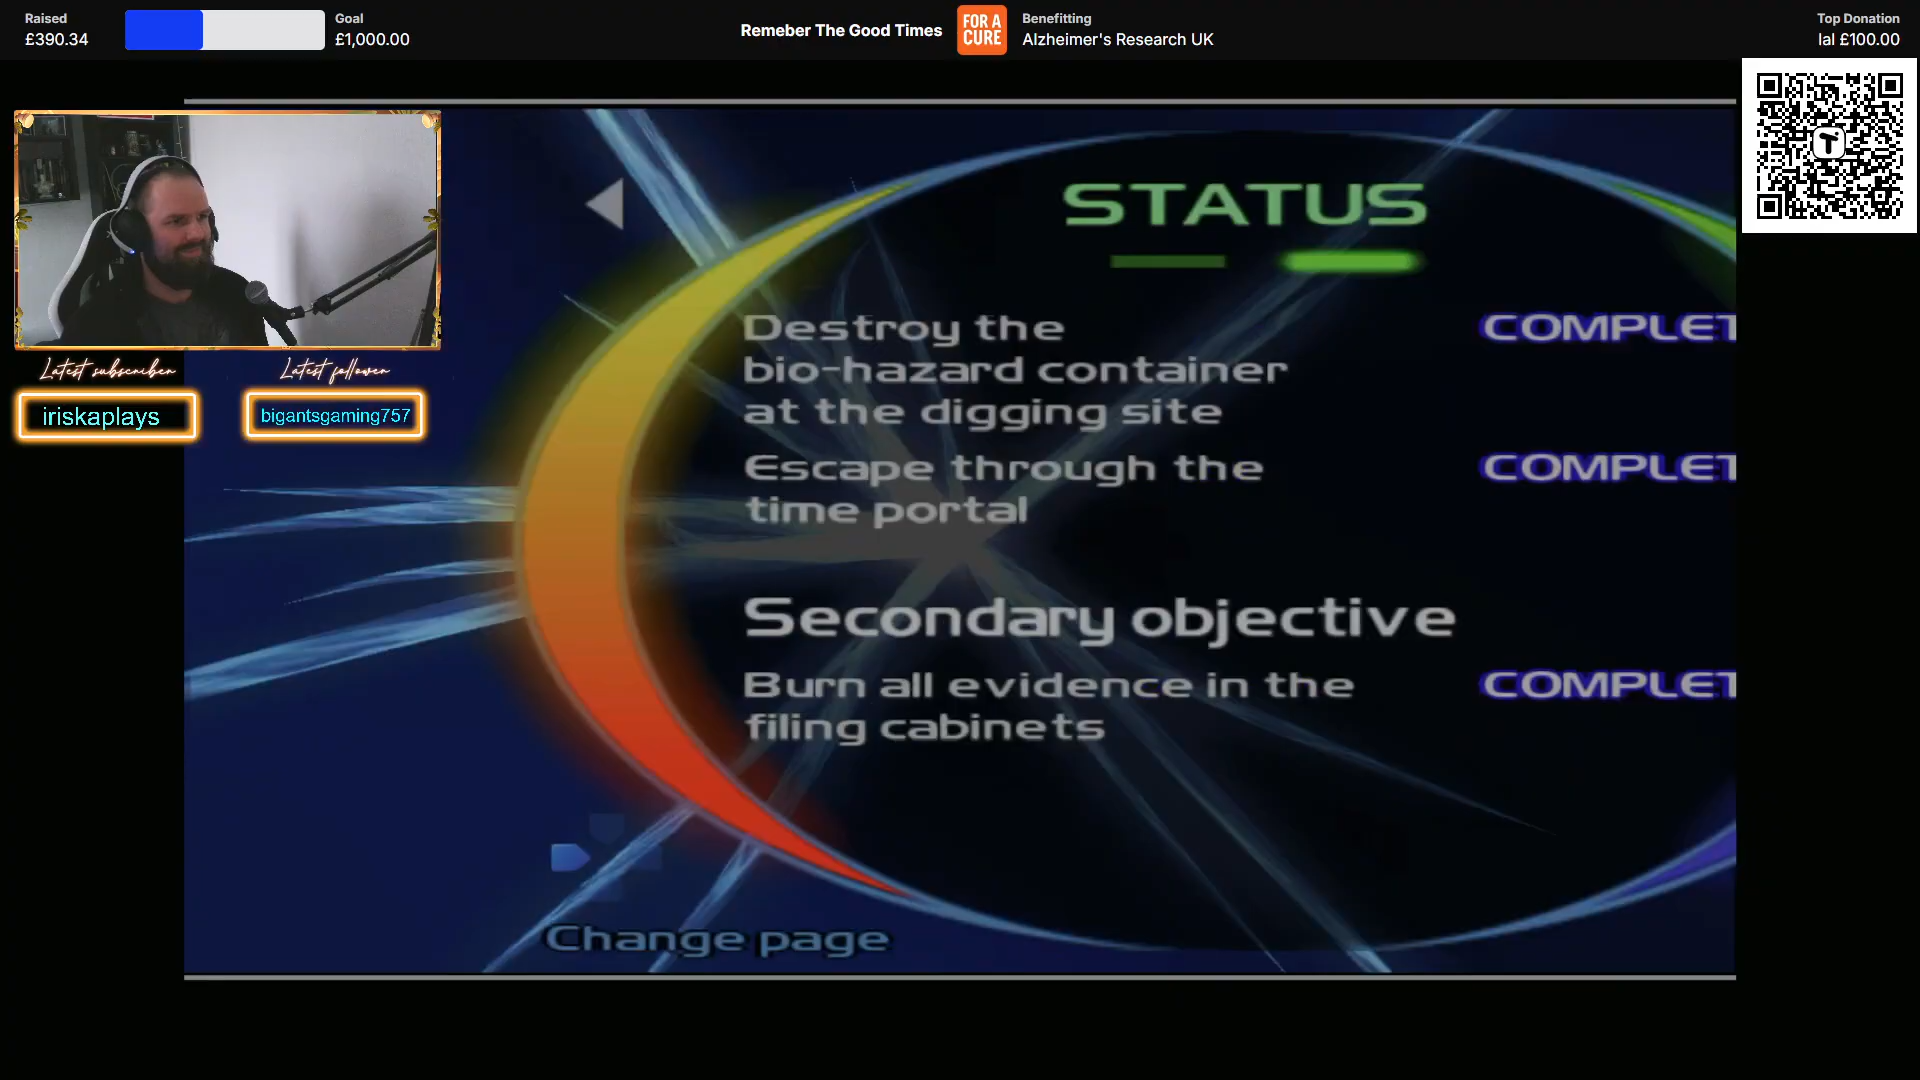 Raised
£390.34
Goal
£1,000.00
Remeber The Good Times
FOR A
CURE
Benefitting
Alzheimer's Research UK
Top Donation
lal £100.00
Latest subscriber
iriskaplays
Latest follower
bigantsgaming757
STATUS
Destroy the
bio-hazard container
at the digging site
COMPLET
Escape through the
time portal
COMPLET
Secondary objective
Burn all evidence in the
filing cabinets
COMPLET
Change page